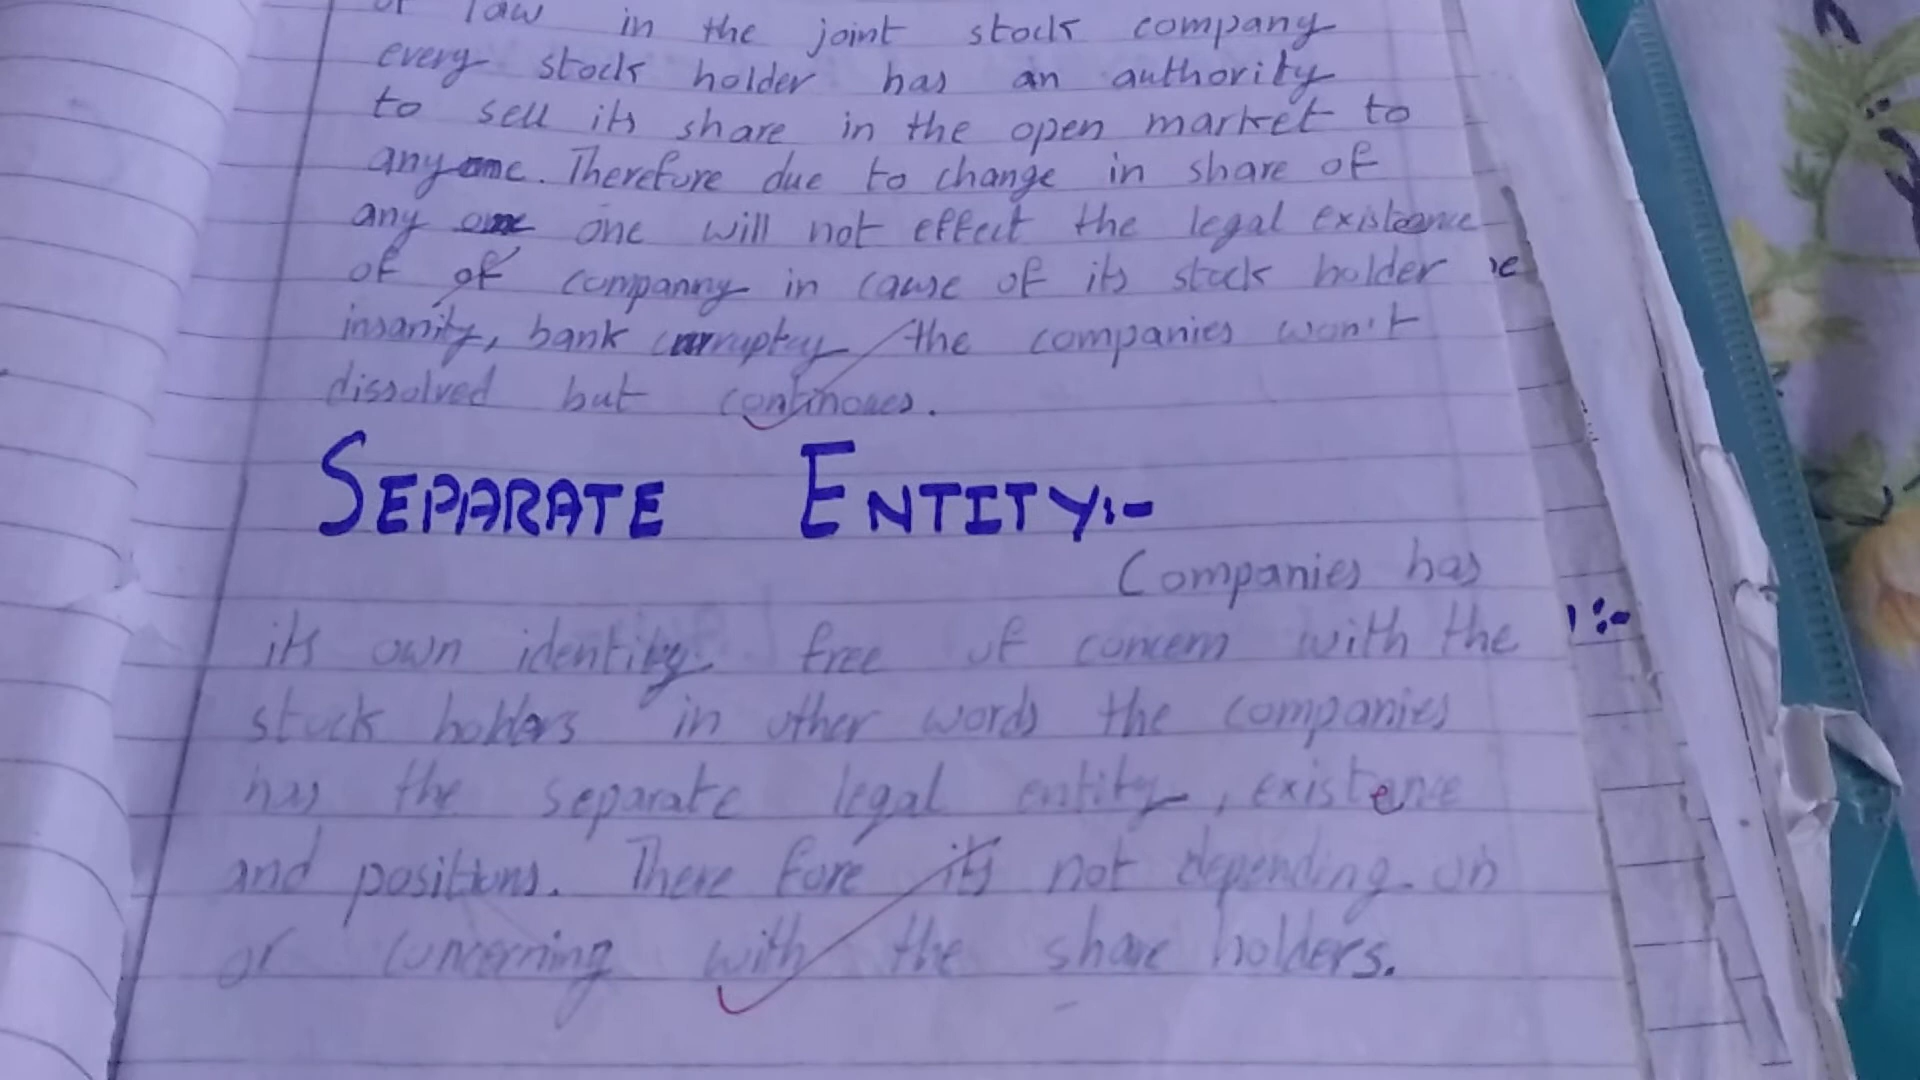 of law in the joint stock company
every stock holder has an authority
to sell its share in the open market to
anyone. Therefore due to change in share of
any one will not effect the legal existence
of of companny in cause of its stock holder
insanity, bank the companies won't
dissolved but continoues.
SEPARATE ENTITY:-
Companies has
its own identity free of concern with the
stock holders in other words the companies
has the separate legal entity, existence
and positions. There fore its not depending on
or concerning with the share holders.